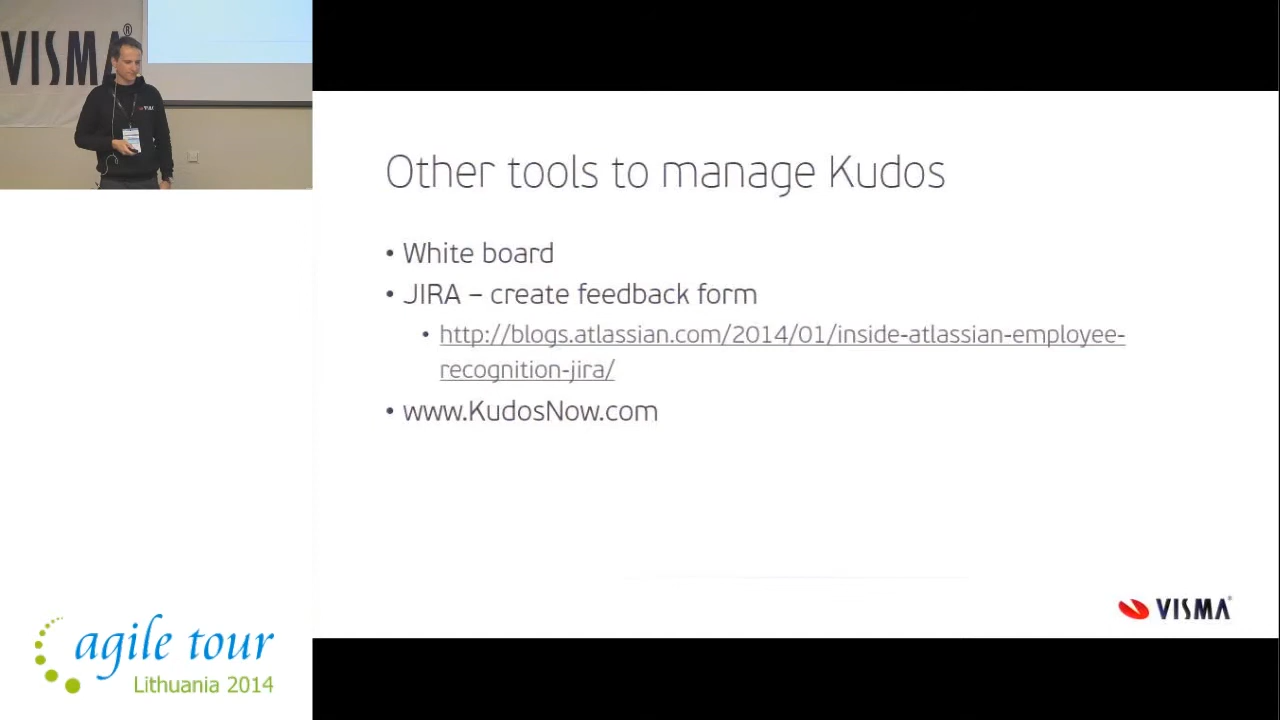 VISMA®
Other tools to manage Kudos
• White board
• JIRA – create feedback form
• http://blogs.atlassian.com/2014/01/inside-atlassian-employee-
recognition-jira/
• www.KudosNow.com
VISMA®
agile tour
Lithuania 2014